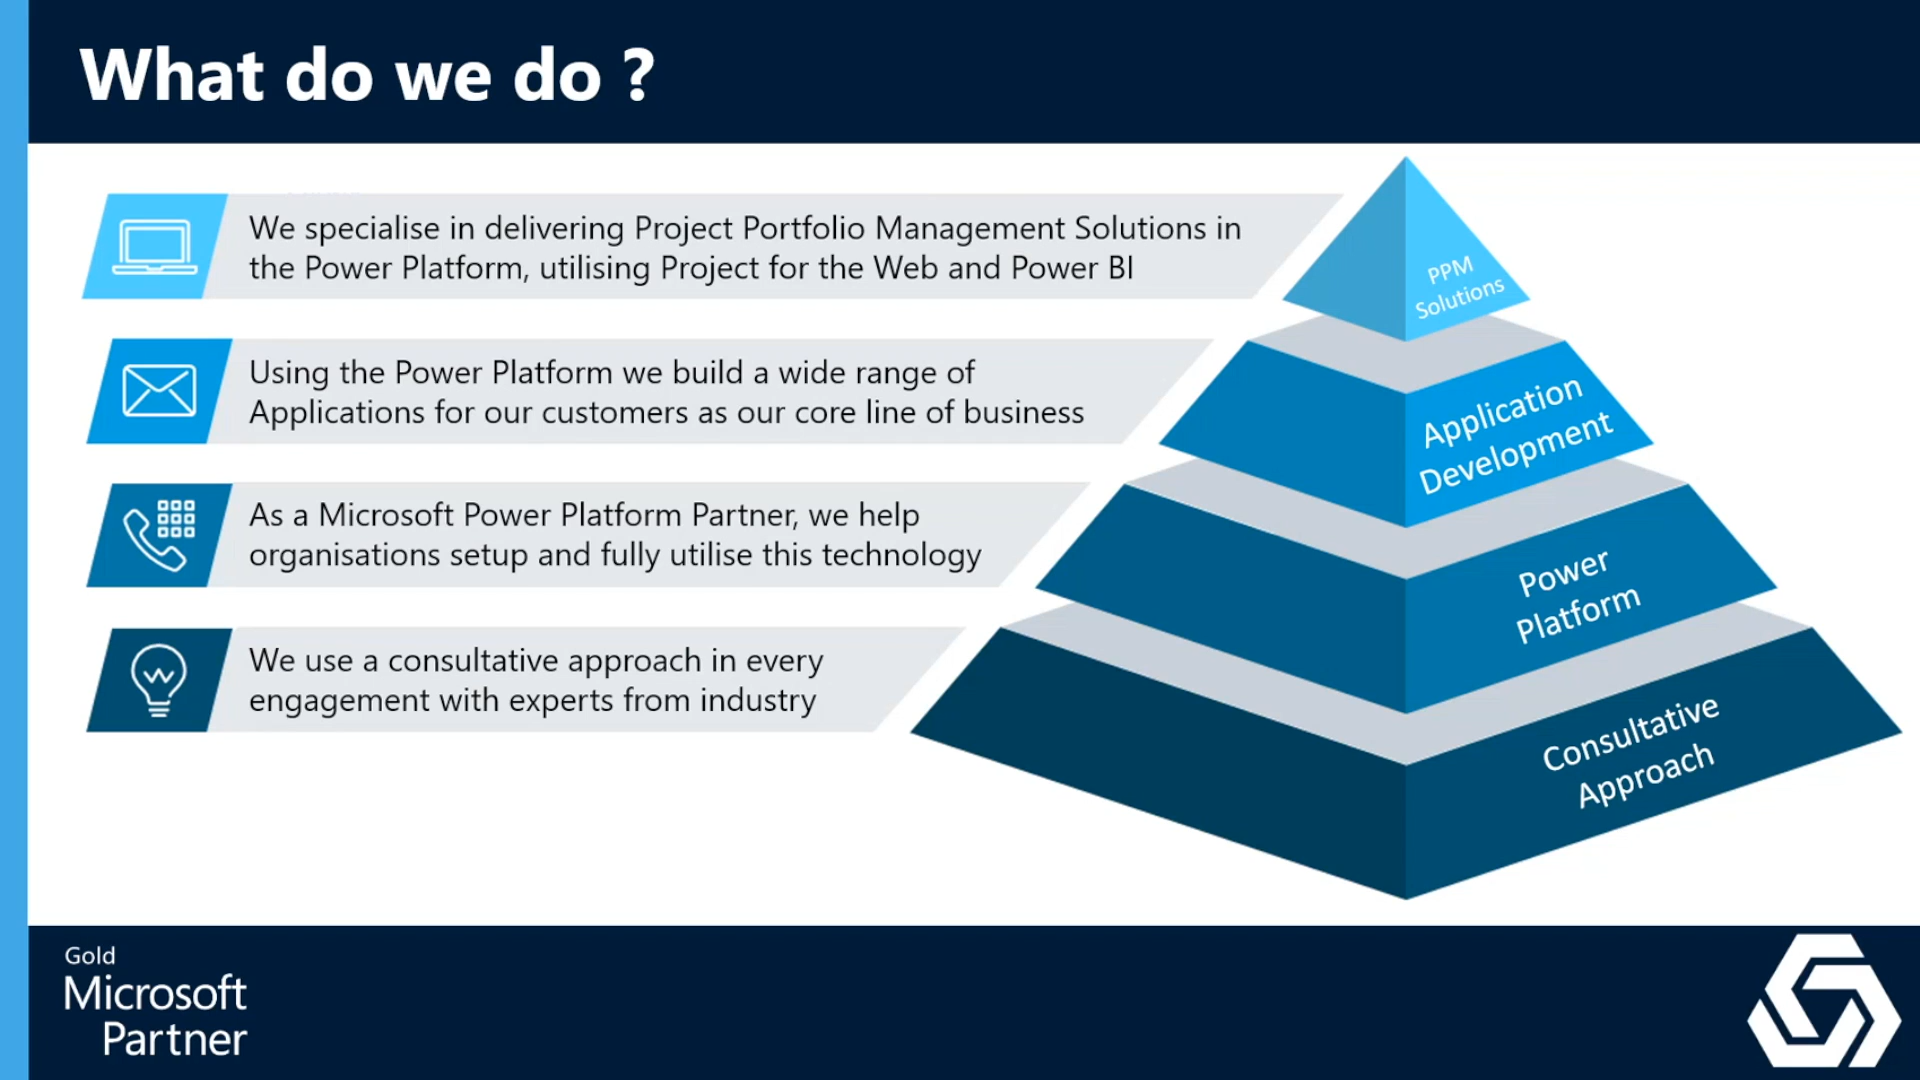 What do we do ?
We specialise in delivering Project Portfolio Management Solutions in
the Power Platform, utilising Project for the Web and Power BI
PPM
Solutions
Using the Power Platform we build a wide range of
Applications for our customers as our core line of business
Application
Development
As a Microsoft Power Platform Partner, we help
organisations setup and fully utilise this technology
Power
Platform
We use a consultative approach in every
engagement with experts from industry
Consultative
Approach
Gold
Microsoft
Partner